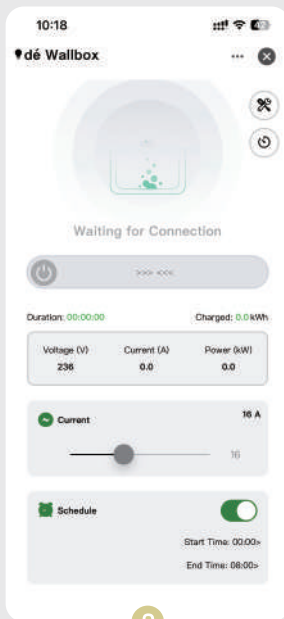 10:18
dé Wallbox
Waiting for Connection
>>> <<<
Duration: 00:00:00 Charged: 0.0 kWh
Voltage (V) Current (A) Power (kW)
236 0.0 0.0
Current 16 A
16
Schedule
Start Time: 00:00>
End Time: 08:00>